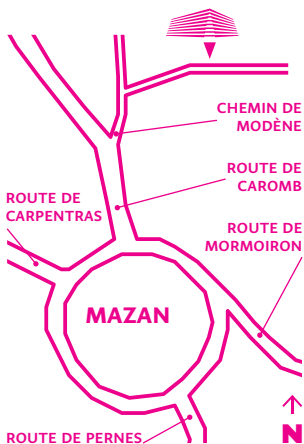 CHEMIN DE
MODÈNE
ROUTE DE
CAROMB
ROUTE DE
CARPENTRAS
ROUTE DE
MORMOIRON
MAZAN
ROUTE DE PERNES
N